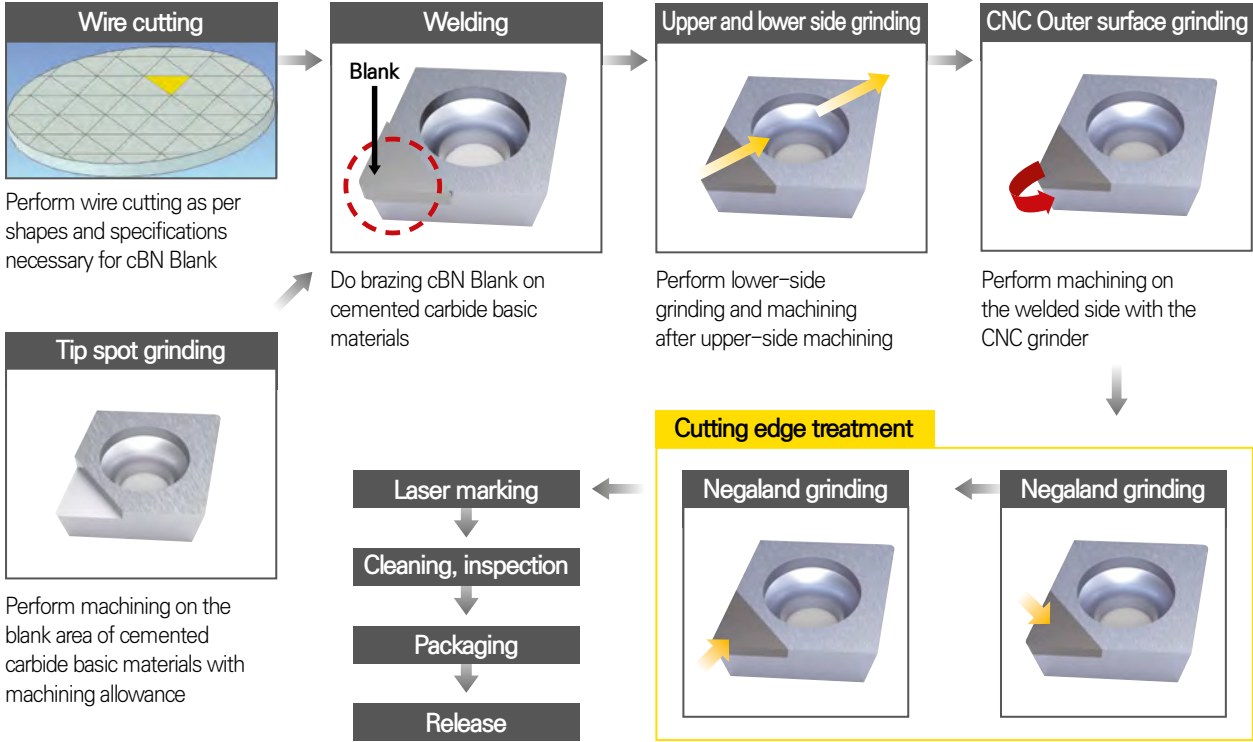 Wire cutting
Perform wire cutting as per
shapes and specifications
necessary for cBN Blank
Tip spot grinding
Perform machining on the
blank area of cemented
carbide basic materials with
machining allowance
Welding
Blank
Do brazing cBN Blank on
cemented carbide basic
materials
Upper and lower side grinding
Perform lower-side
grinding and machining
after upper-side machining
CNC Outer surface grinding
Perform machining on
the welded side with the
CNC grinder
Cutting edge treatment
Negaland grinding
Negaland grinding
Laser marking
Cleaning, inspection
Packaging
Release